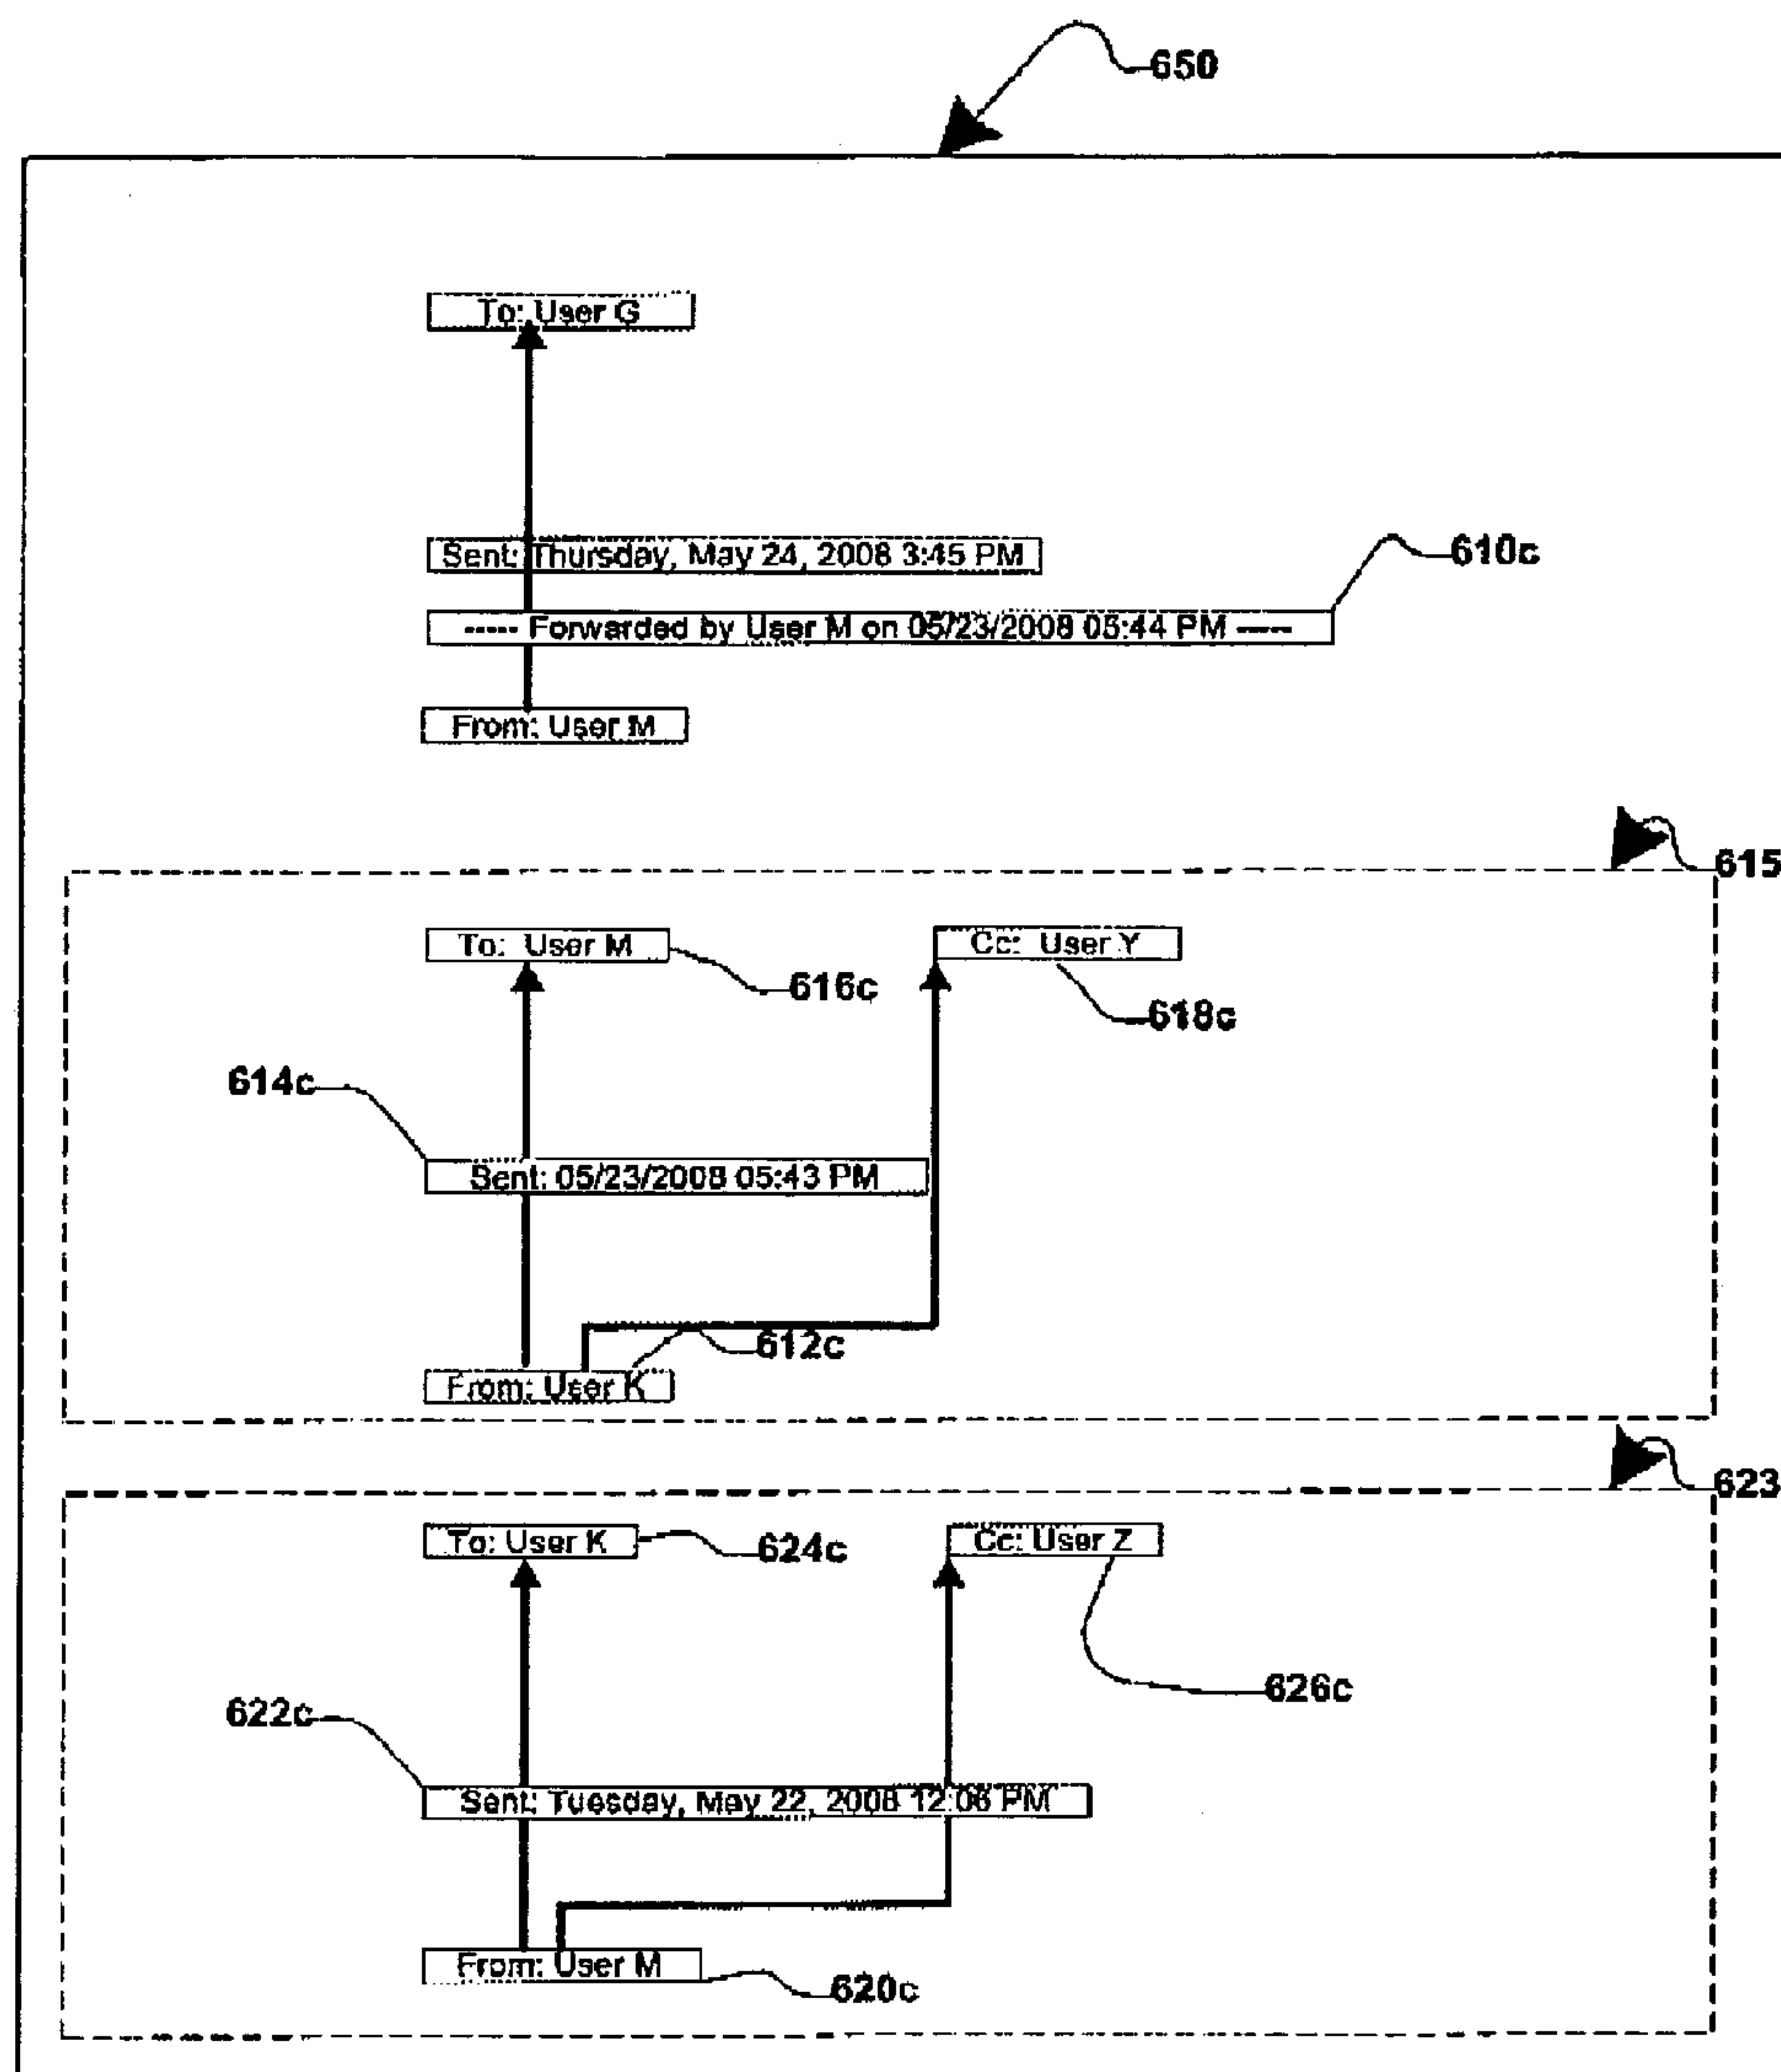 650
To: User G
Sent: Thursday, May 24, 2008 3:45 PM
610c
----- Forwarded by User M on 05/23/2008 05:44 PM -----
From: User M
615
To: User M
Cc: User Y
616c
618c
614c
Sent: 05/23/2008 05:43 PM
612c
From: User K
623
To: User K
Cc: User Z
624c
626c
622c
Sent: Tuesday, May 22, 2008 12:06 PM
From: User M
620c